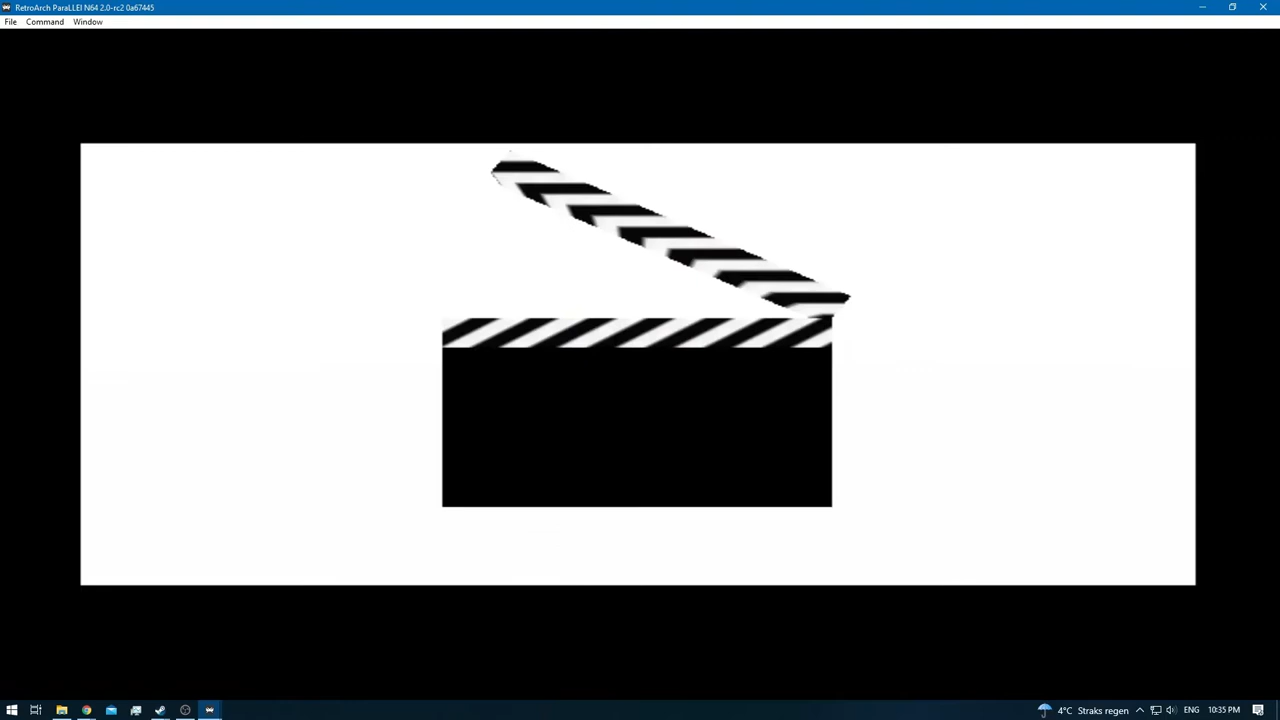 RetroArch ParaLLEl N64 2.0-rc2 0a67445
File Command Window
4°C Straks regen ENG 10:35 PM